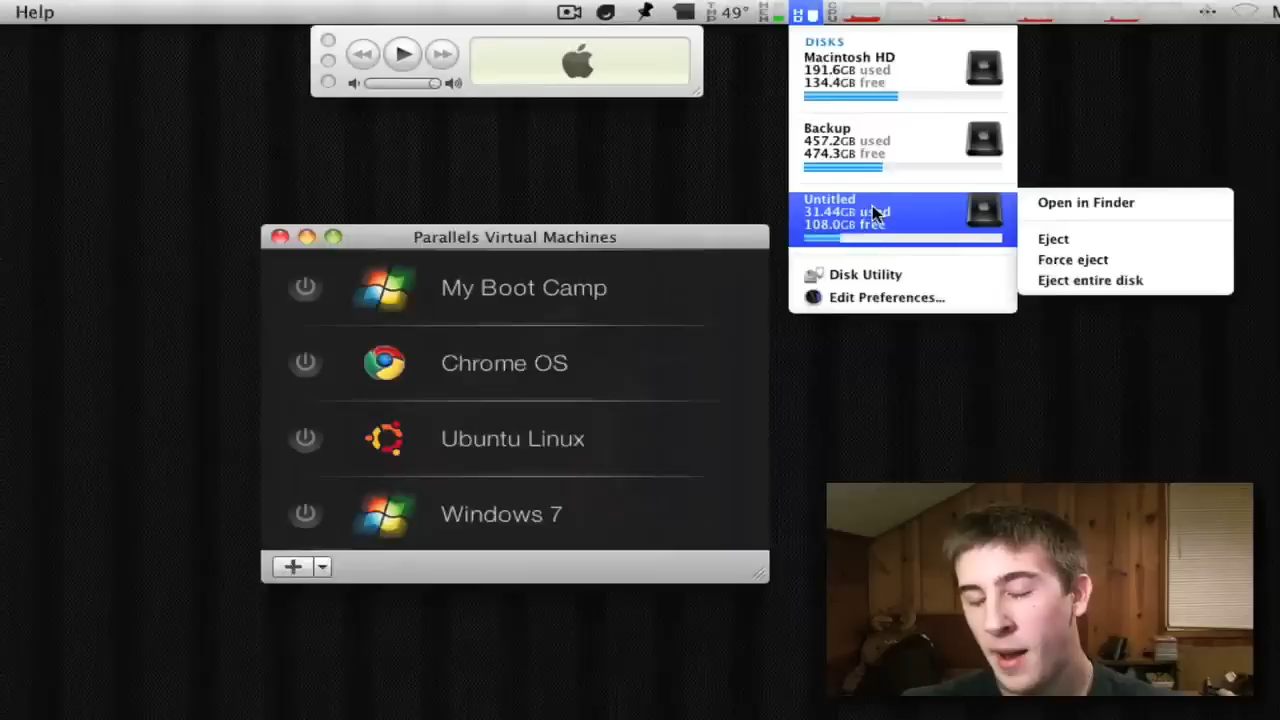 Help
49°
DISKS
Macintosh HD
191.6GB used
134.4GB free
Backup
457.2GB used
474.3GB free
Untitled
31.44GB used
108.0GB free
Disk Utility
Edit Preferences...
Open in Finder
Eject
Force eject
Eject entire disk
Parallels Virtual Machines
My Boot Camp
Chrome OS
Ubuntu Linux
Windows 7